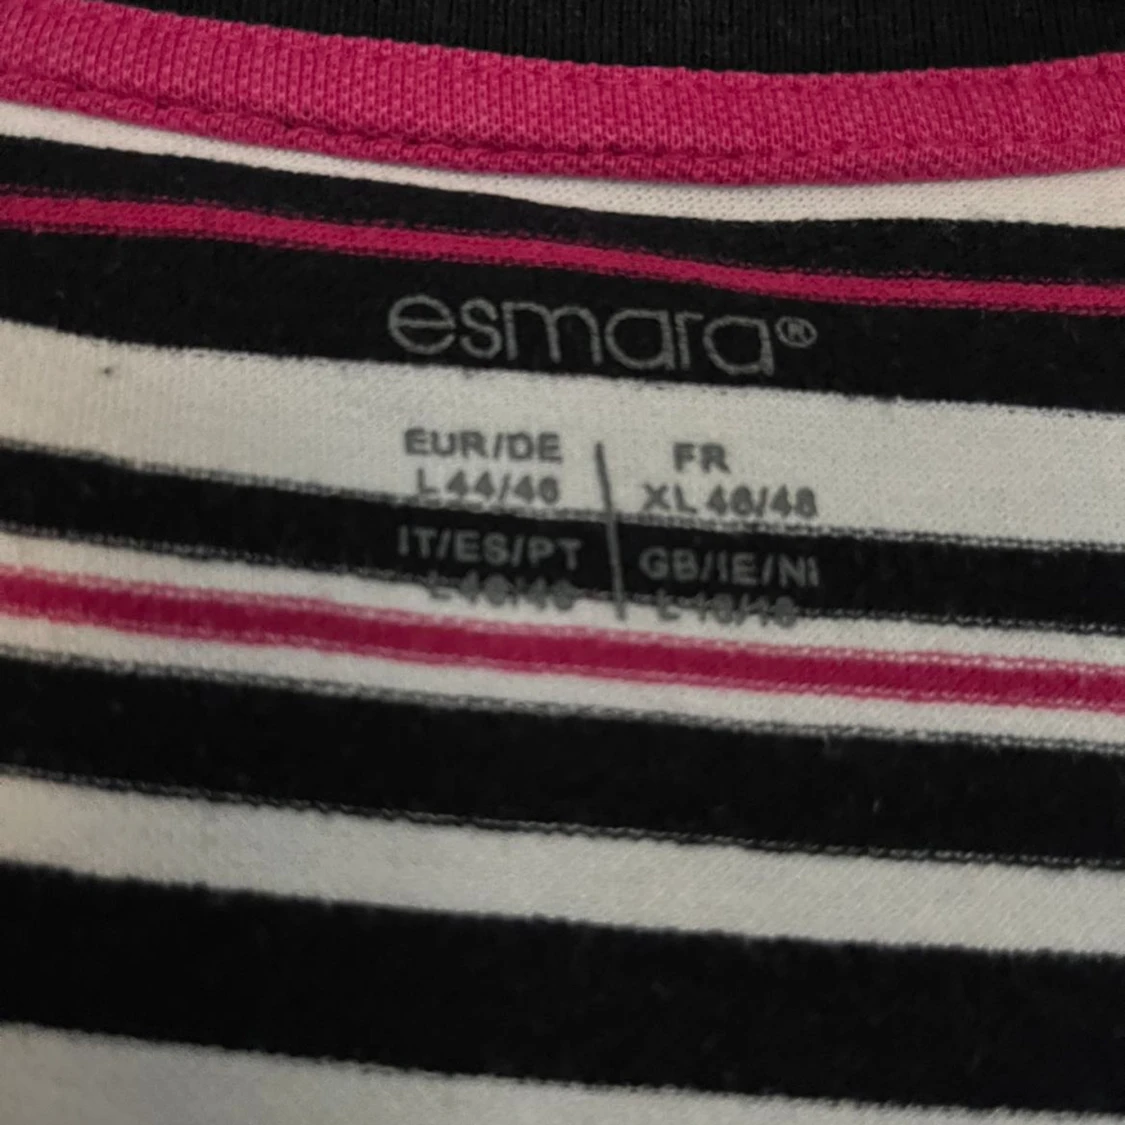 esmara®
EUR/DE
L 44/46
FR
XL 46/48
IT/ES/PT
GB/IE/NI